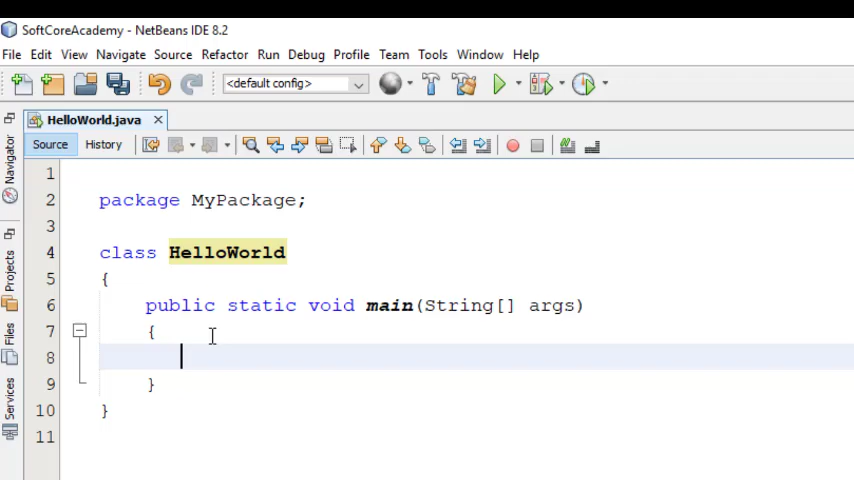 SoftCoreAcademy - NetBeans IDE 8.2
File Edit View Navigate Source Refactor Run Debug Profile Team Tools Window Help
<default config>
HelloWorld.java
Source History
Navigator
Projects
Files
Services
1
2 package MyPackage;
3
4 class HelloWorld
5 {
6 public static void main(String[] args)
7 {
8
9 }
10 }
11